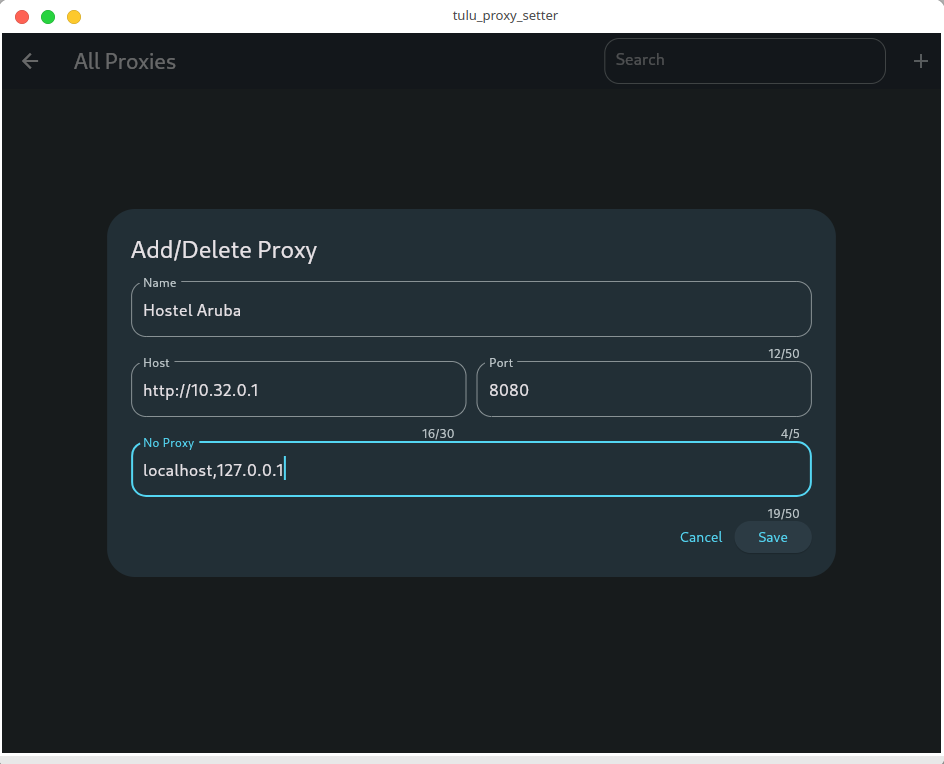 tulu_proxy_setter
All Proxies
Search
Add/Delete Proxy
Name
Hostel Aruba
12/50
Host
http://10.32.0.1
16/30
Port
8080
4/5
No Proxy
localhost,127.0.0.1
19/50
Cancel
Save